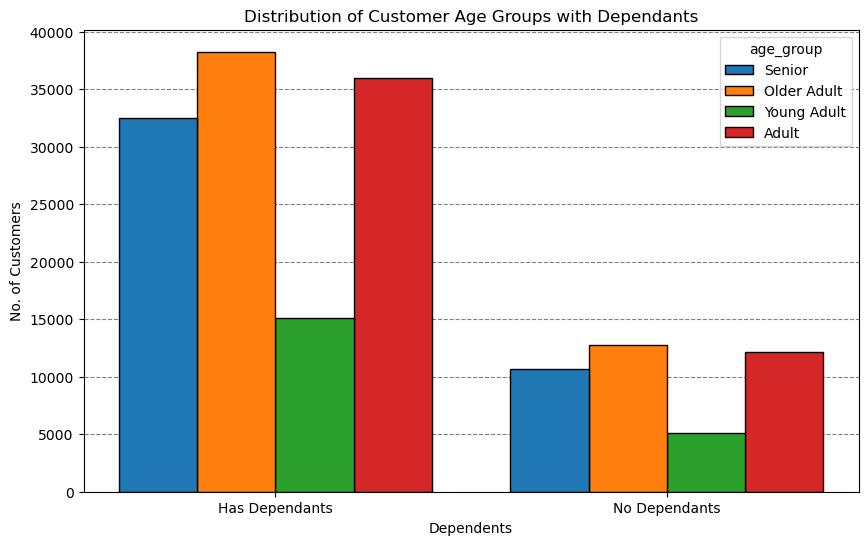 Distribution of Customer Age Groups with Dependants
age_group
Senior
Older Adult
Young Adult
Adult
40000
35000
30000
25000
20000
15000
10000
5000
0
No. of Customers
Has Dependants
No Dependants
Dependents